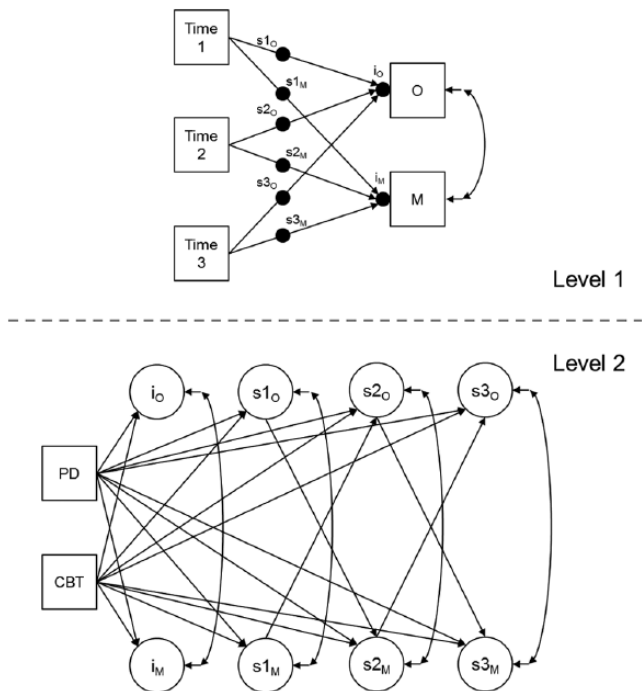 Time
1
s1O
s1M
iO
O
Time
2
s2O
s2M
iM
M
s3O
s3M
Time
3
Level 1
Level 2
iO
s1O
s2O
s3O
PD
CBT
iM
s1M
s2M
s3M